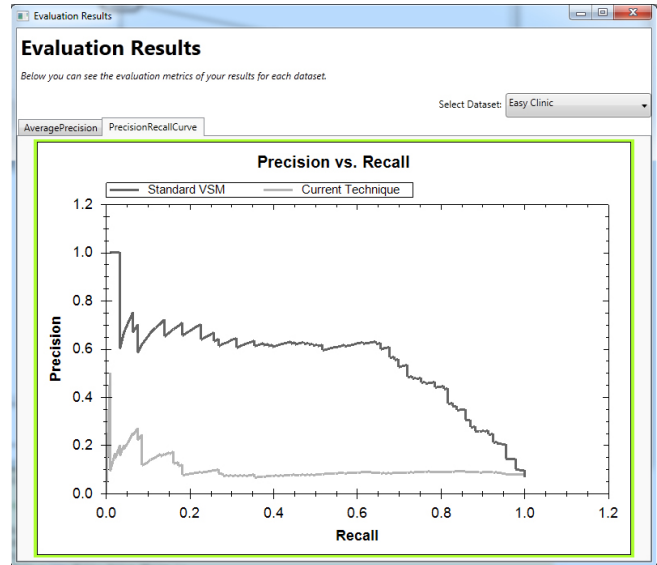 Evaluation Results
Evaluation Results
Below you can see the evaluation metrics of your results for each dataset.
Select Dataset: Easy Clinic
AveragePrecision PrecisionRecallCurve
Precision vs. Recall
Standard VSM Current Technique
1.2
1.0
0.8
0.6
0.4
0.2
0.0
Precision
0.0 0.2 0.4 0.6 0.8 1.0 1.2
Recall